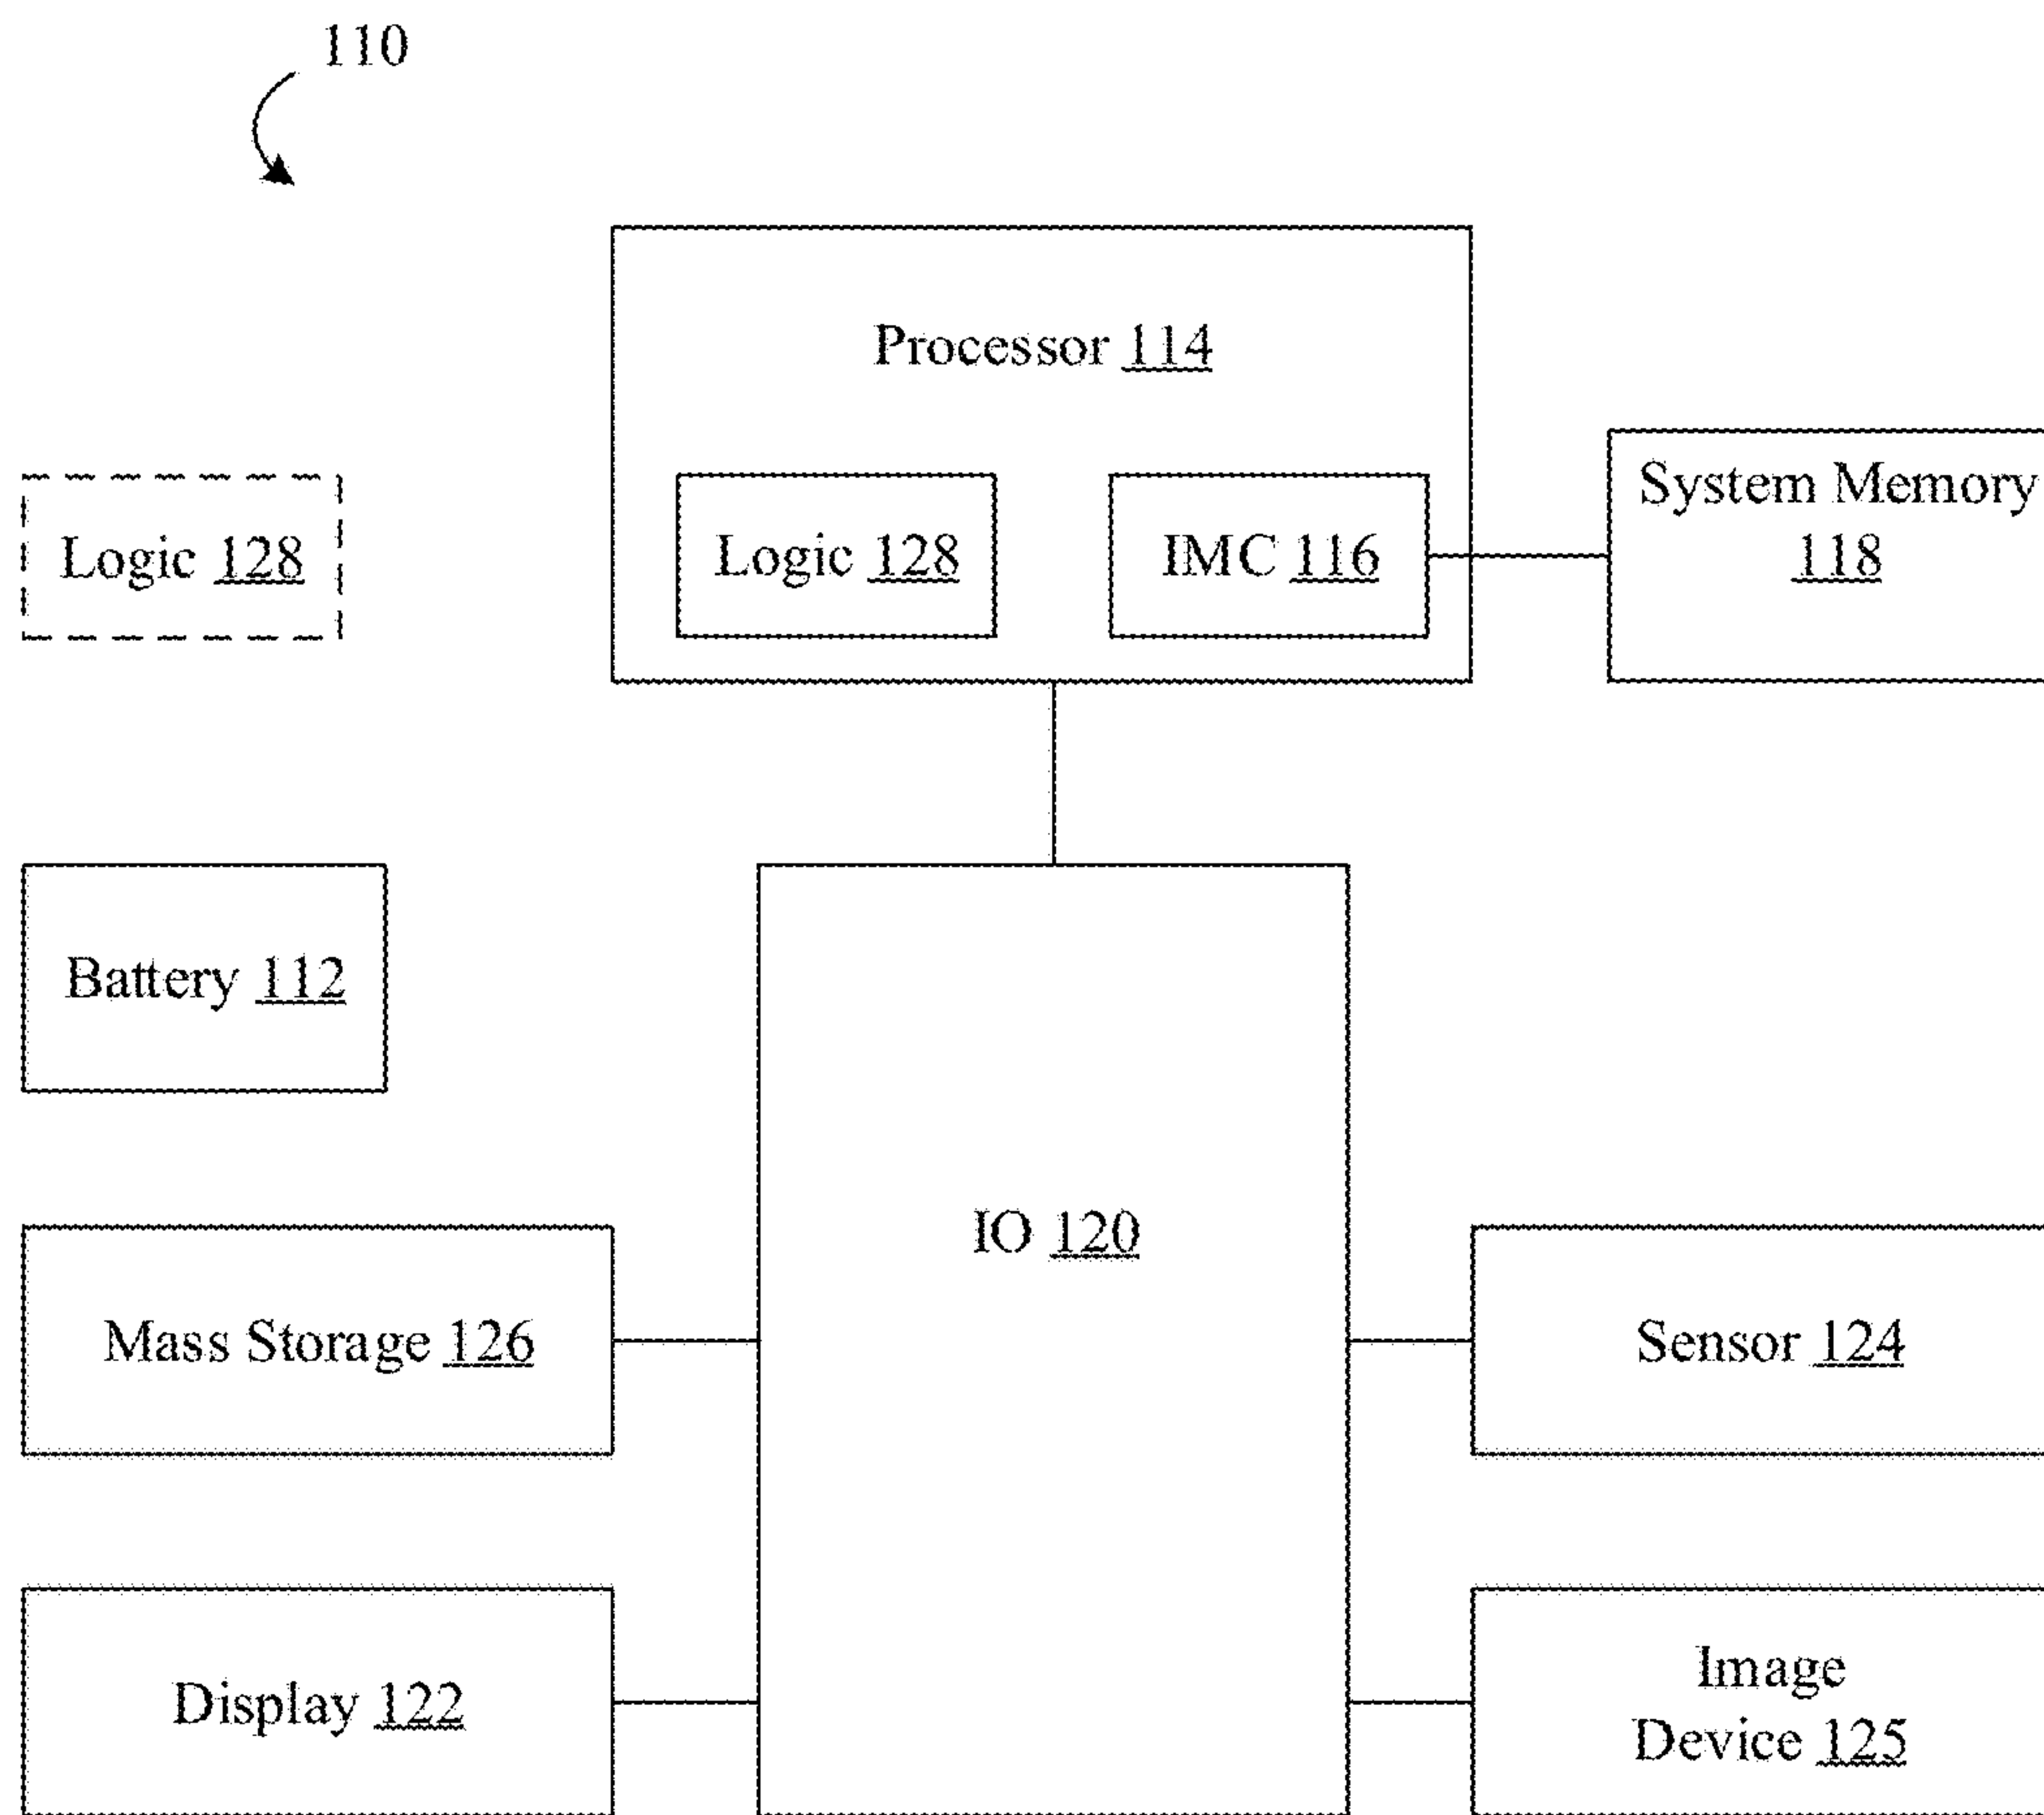 110
Processor 114
System Memory
118
Logic 128
Logic 128
IMC 116
Battery 112
IO 120
Mass Storage 126
Sensor 124
Display 122
Image
Device 125